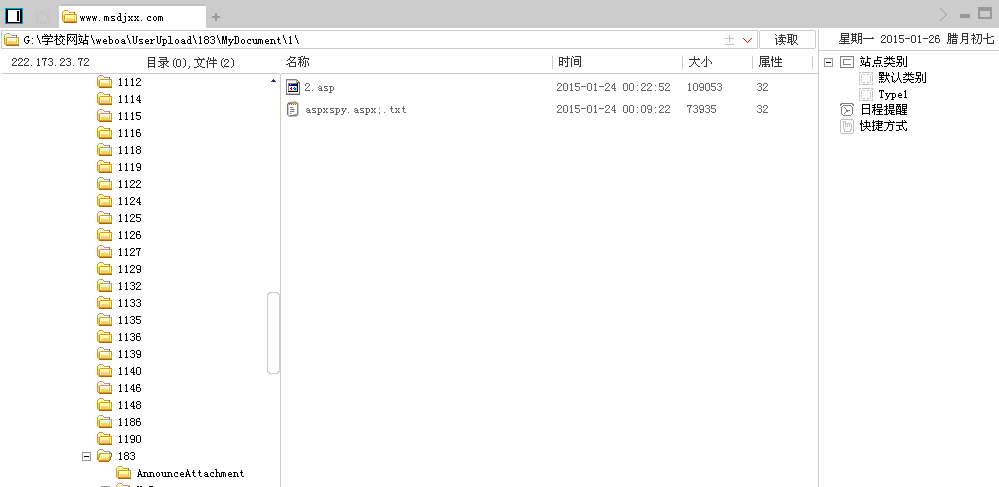 www.msdjxx.com
G:\学校网站\weboa\UserUpload\183\MyDocument\1\
读取
星期一 2015-01-26 腊月初七
222.173.23.72 目录(0),文件(2)
名称 时间 大小 属性
2.asp 2015-01-24 00:22:52 109053 32
aspxspy.aspx;.txt 2015-01-24 00:09:22 73935 32
1112
1114
1115
1116
1118
1119
1122
1124
1125
1126
1127
1129
1132
1133
1135
1136
1139
1140
1146
1148
1186
1190
183
AnnounceAttachment
站点类别
默认类别
Type1
日程提醒
快捷方式